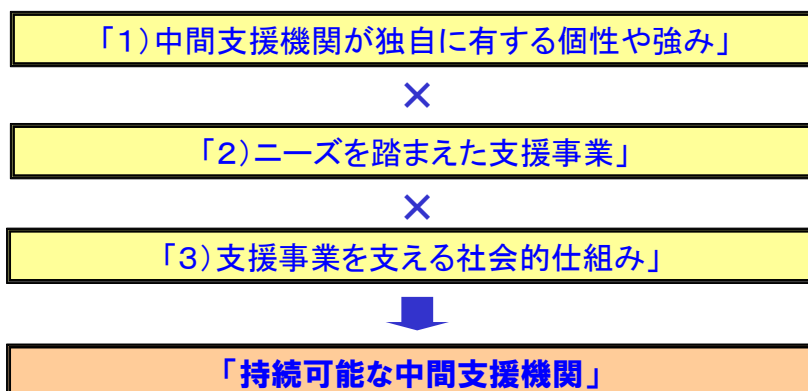 「１）中間支援機関が独自に有する個性や強み」
×
「２）ニーズを踏まえた支援事業」
×
「３）支援事業を支える社会的仕組み」
「持続可能な中間支援機関」